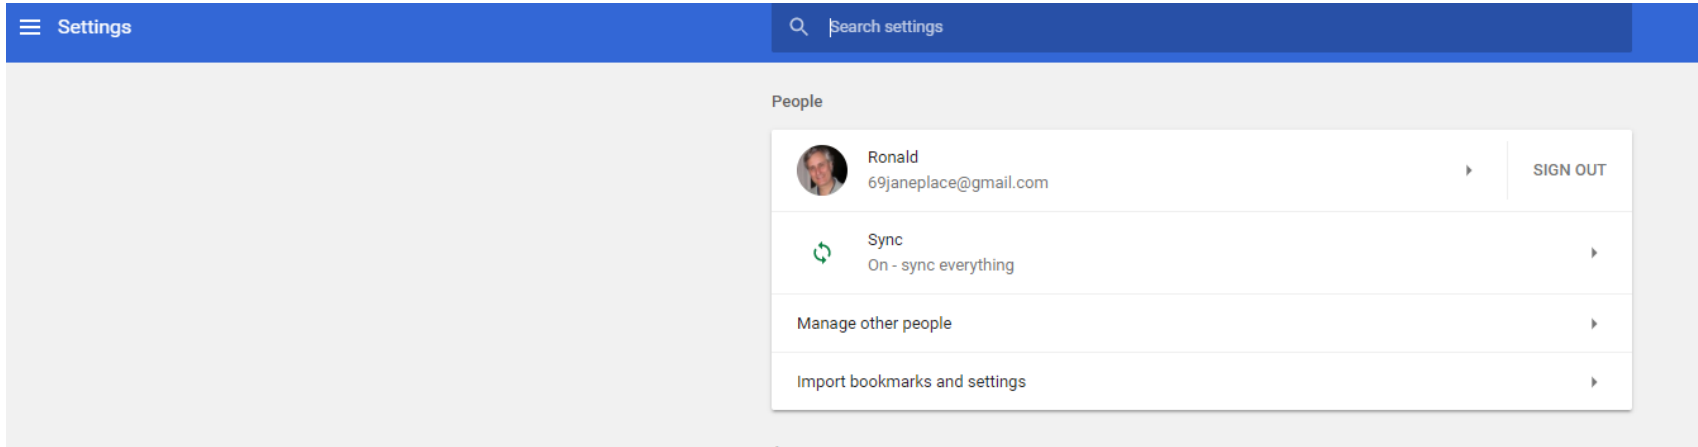 Settings
Search settings
People
Ronald
69janeplace@gmail.com
SIGN OUT
Sync
On - sync everything
Manage other people
Import bookmarks and settings